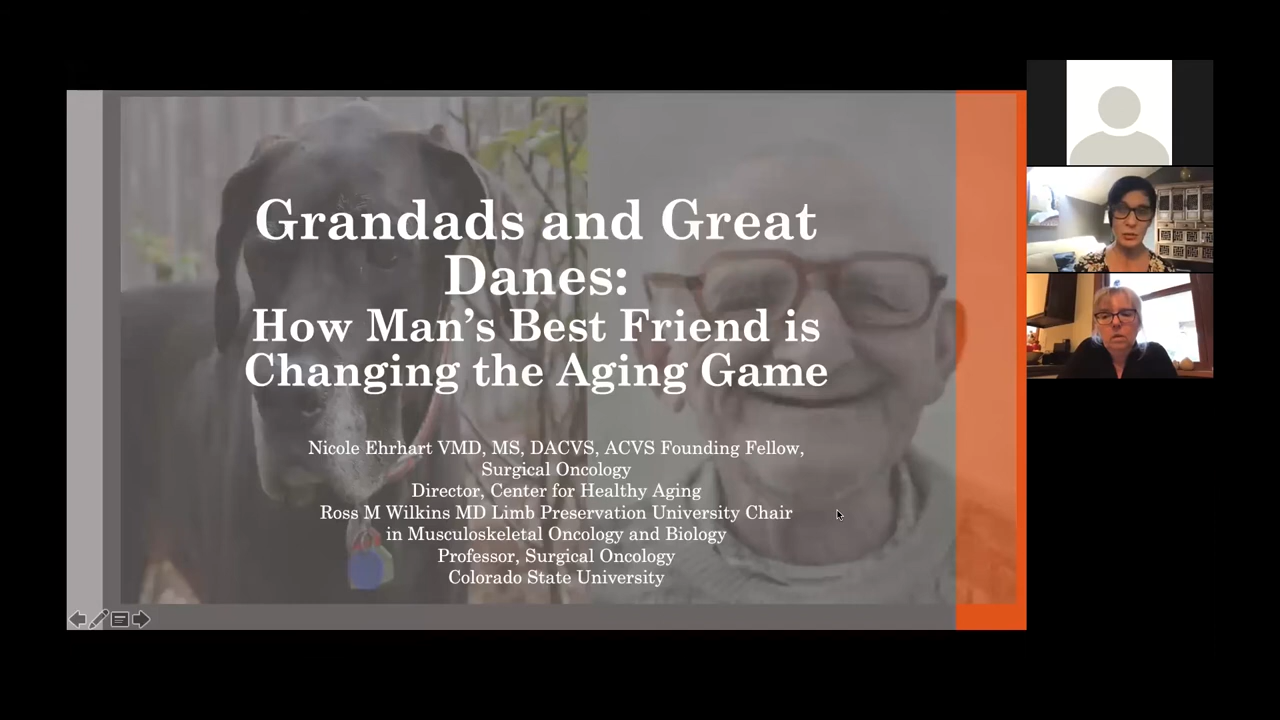 Grandads and Great
Danes:
How Man's Best Friend is
Changing the Aging Game
Nicole Ehrhart VMD, MS, DACVS, ACVS Founding Fellow,
Surgical Oncology
Director, Center for Healthy Aging
Ross M Wilkins MD Limb Preservation University Chair
in Musculoskeletal Oncology and Biology
Professor, Surgical Oncology
Colorado State University